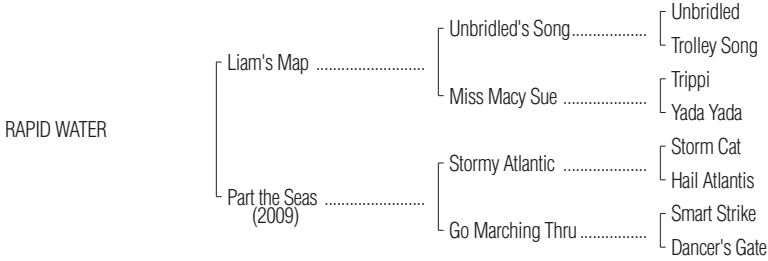 Unbridled
Unbridled's Song..................
Trolley Song
Liam's Map ..........................
Trippi
Miss Macy Sue ....................
Yada Yada
RAPID WATER
Storm Cat
Stormy Atlantic ....................
Hail Atlantis
Part the Seas ........................
(2009)
Smart Strike
Go Marching Thru................
Dancer's Gate